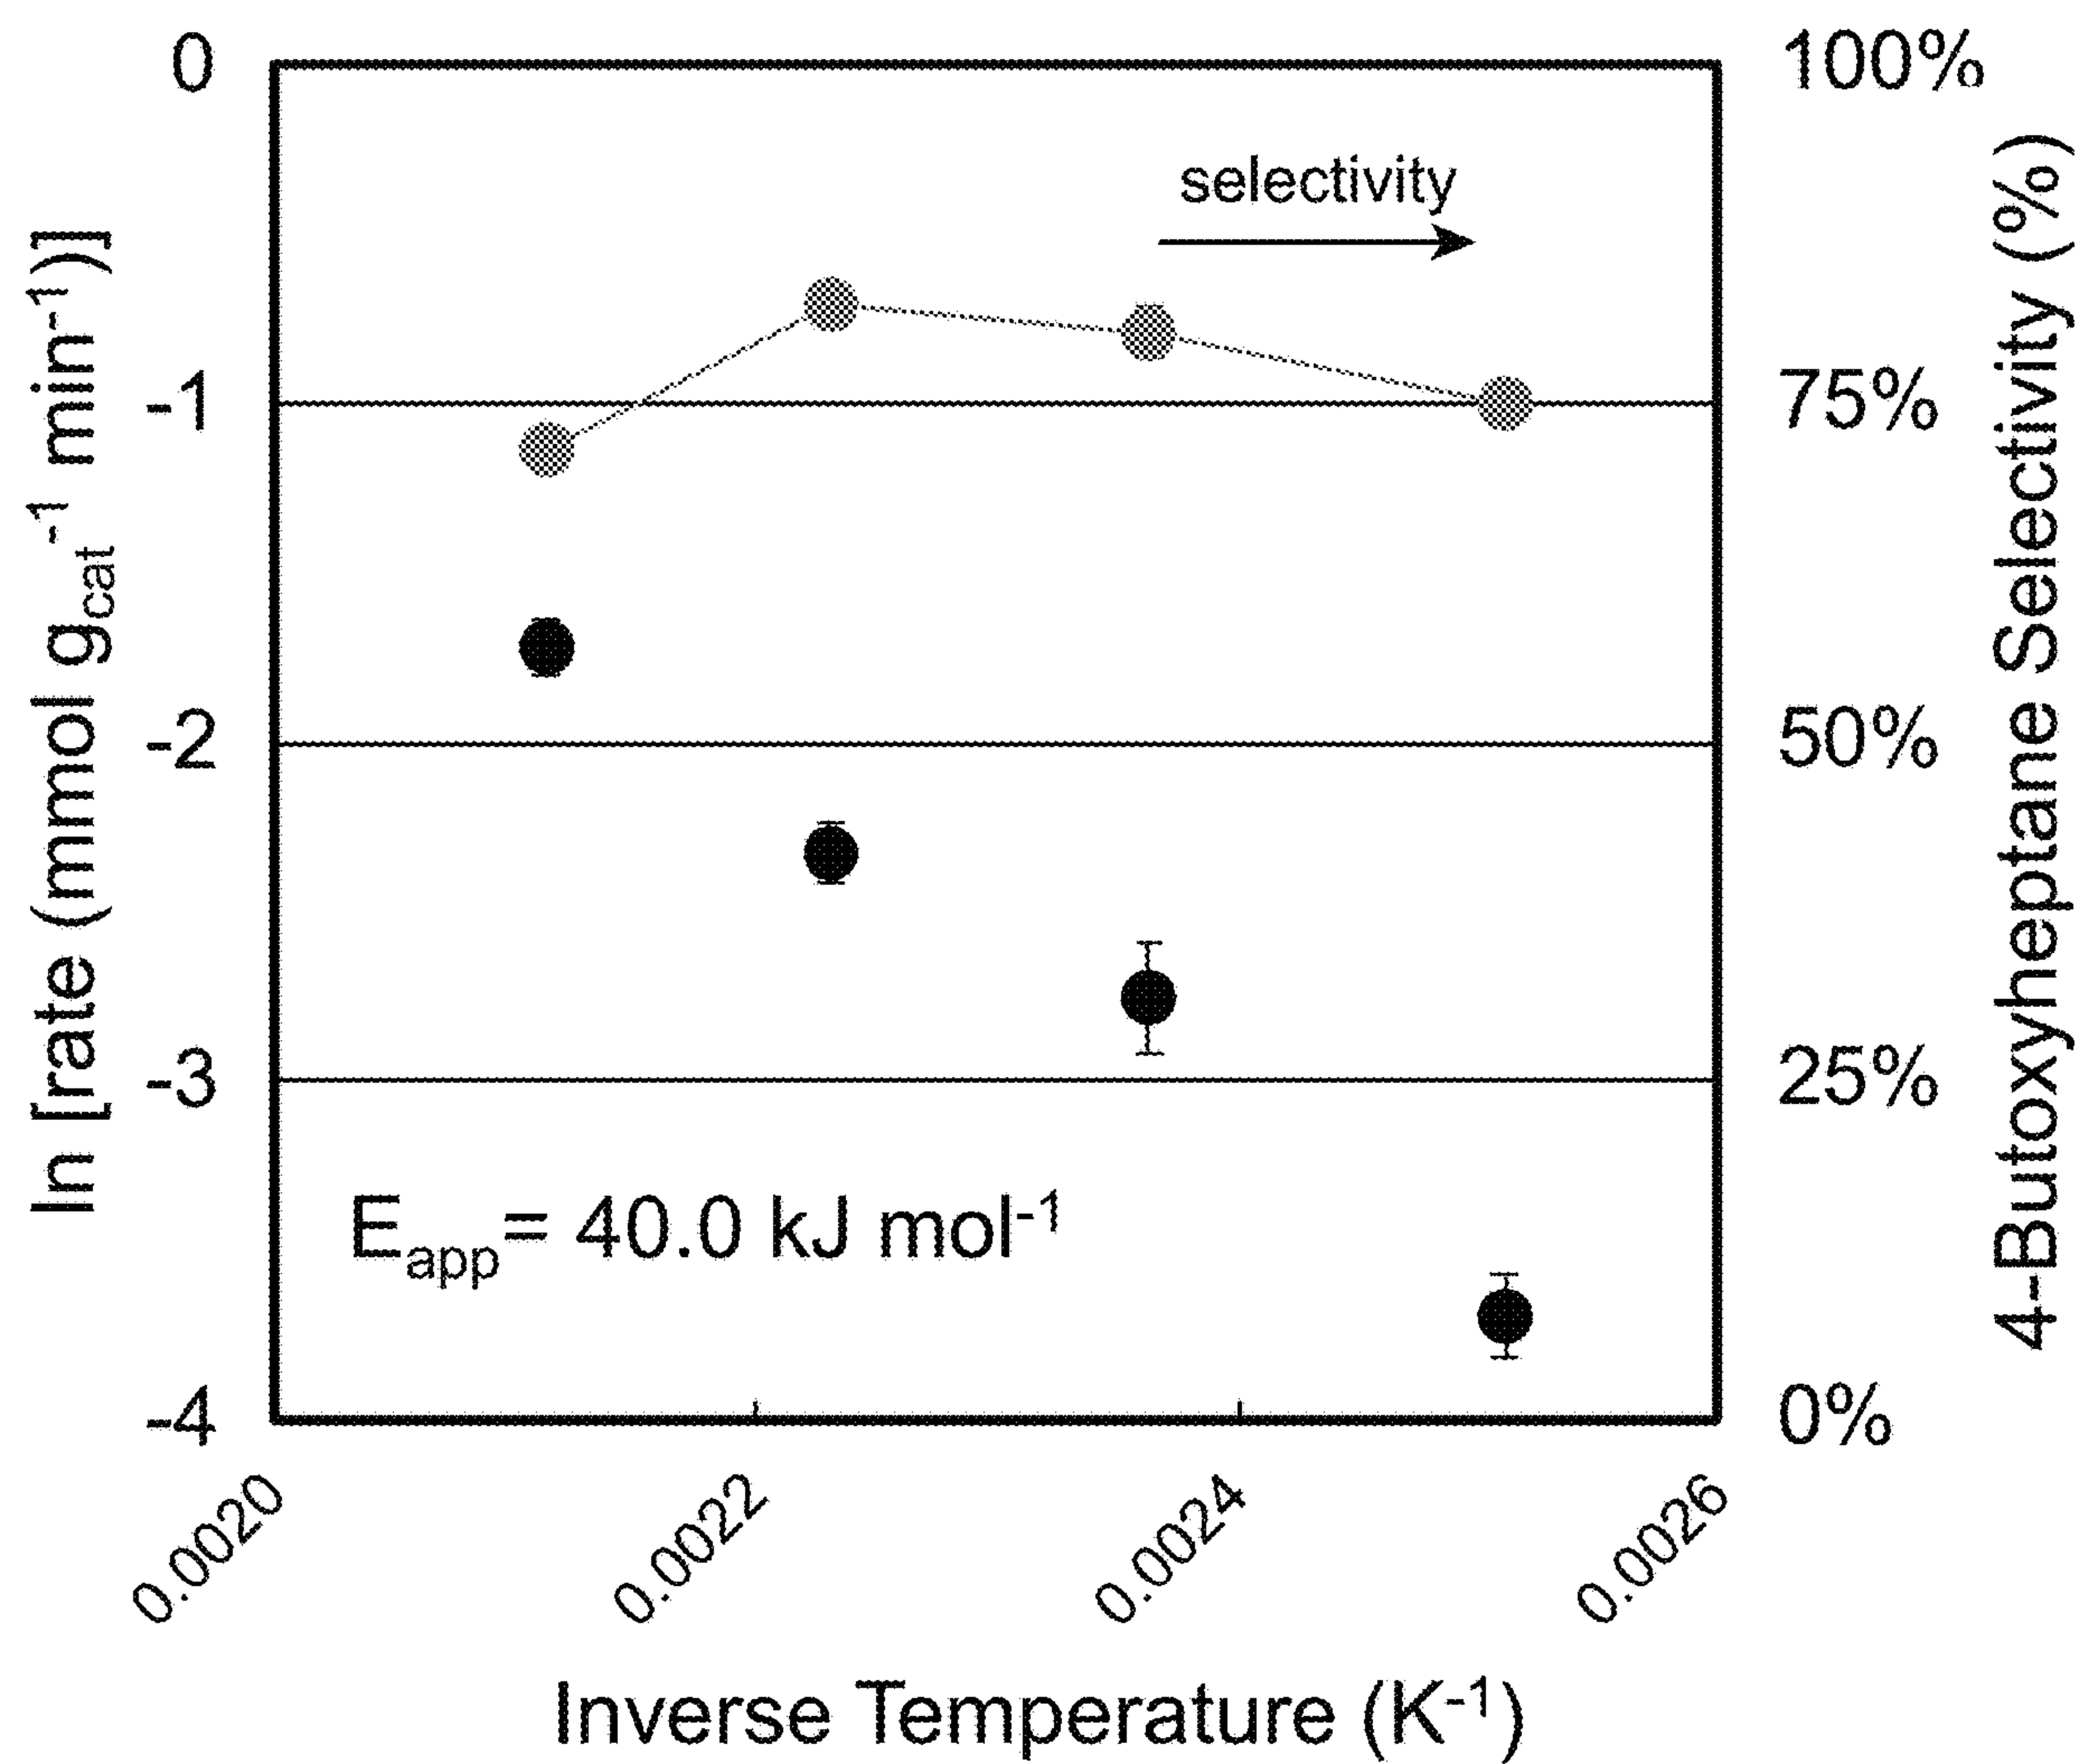 ln [rate (mmol g_cat^-1 min^-1)]
0
-1
-2
-3
-4
selectivity
E_app = 40.0 kJ mol^-1
100%
75%
50%
25%
0%
4-Butoxyheptane Selectivity (%)
0.0020
0.0022
0.0024
0.0026
Inverse Temperature (K^-1)